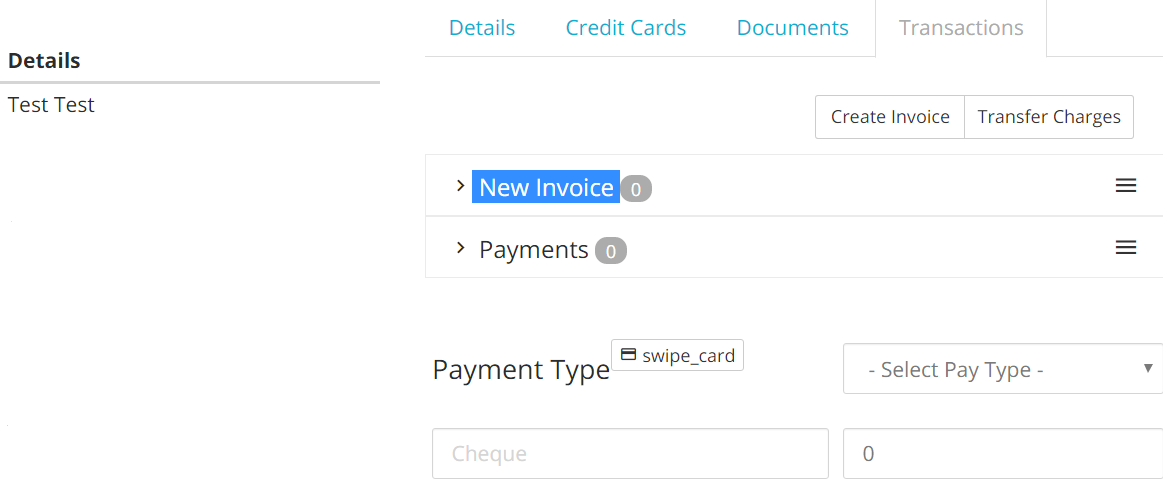 Details Credit Cards Documents Transactions
Details
Test Test
Create Invoice Transfer Charges
New Invoice 0
Payments 0
Payment Type swipe_card - Select Pay Type -
Cheque 0